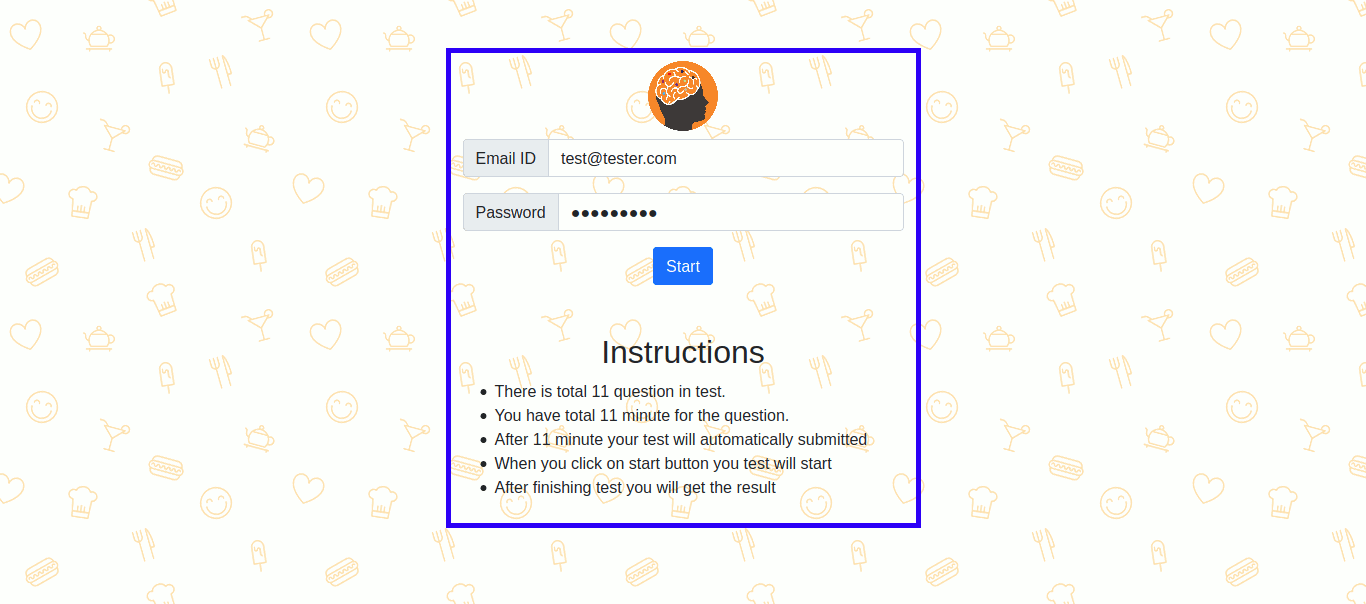 Email ID test@tester.com
Password ●●●●●●●●●
Start
Instructions
There is total 11 question in test.
You have total 11 minute for the question.
After 11 minute your test will automatically submitted
When you click on start button you test will start
After finishing test you will get the result